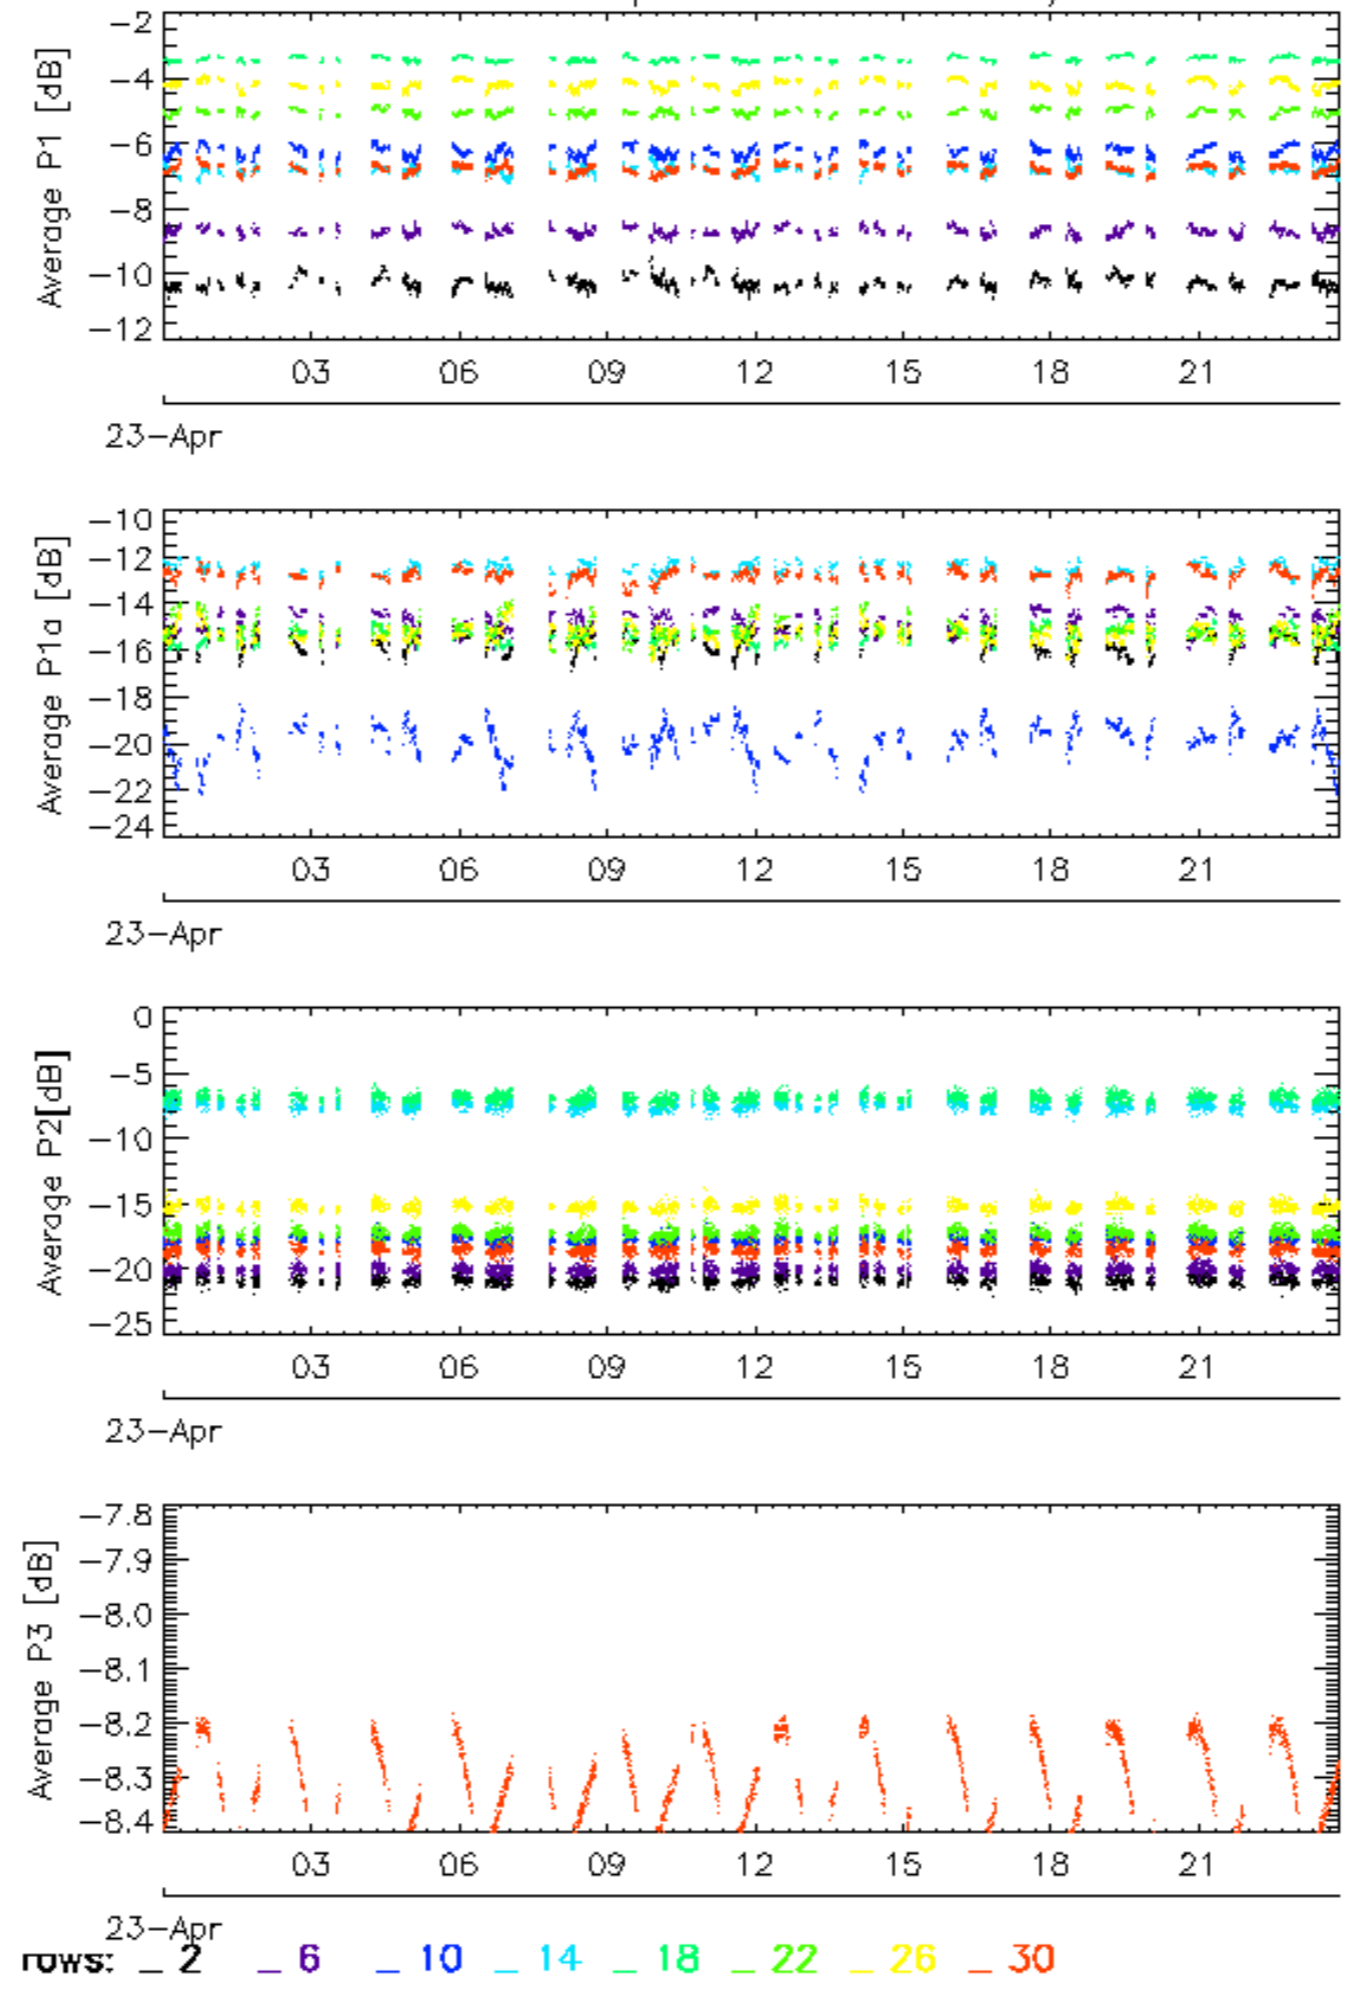 Average P1 [dB]
-2
-4
-6
-8
-10
-12
03 06 09 12 15 18 21
23-Apr
Average P1a [dB]
-10
-12
-14
-16
-18
-20
-22
-24
03 06 09 12 15 18 21
23-Apr
Average P2[dB]
0
-5
-10
-15
-20
-25
03 06 09 12 15 18 21
23-Apr
Average P3 [dB]
-7.8
-7.9
-8.0
-8.1
-8.2
-8.3
-8.4
03 06 09 12 15 18 21
23-Apr
rows: _ 2 _ 6 _ 10 _ 14 _ 18 _ 22 _ 26 _ 30